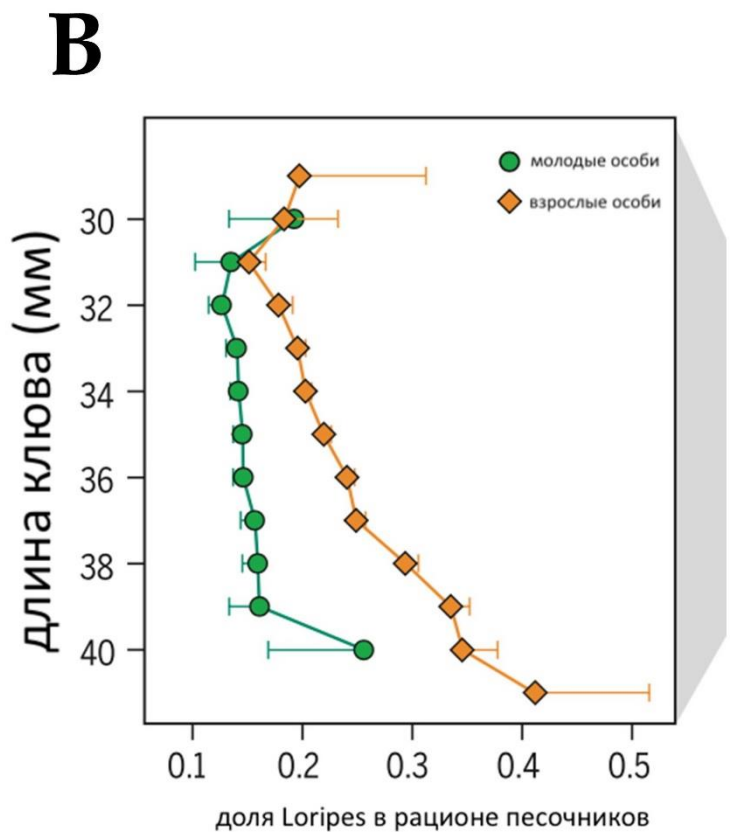 B
молодые особи
взрослые особи
длина клюва (мм)
30
32
34
36
38
40
0.1
0.2
0.3
0.4
0.5
доля Loripes в рационе песочников